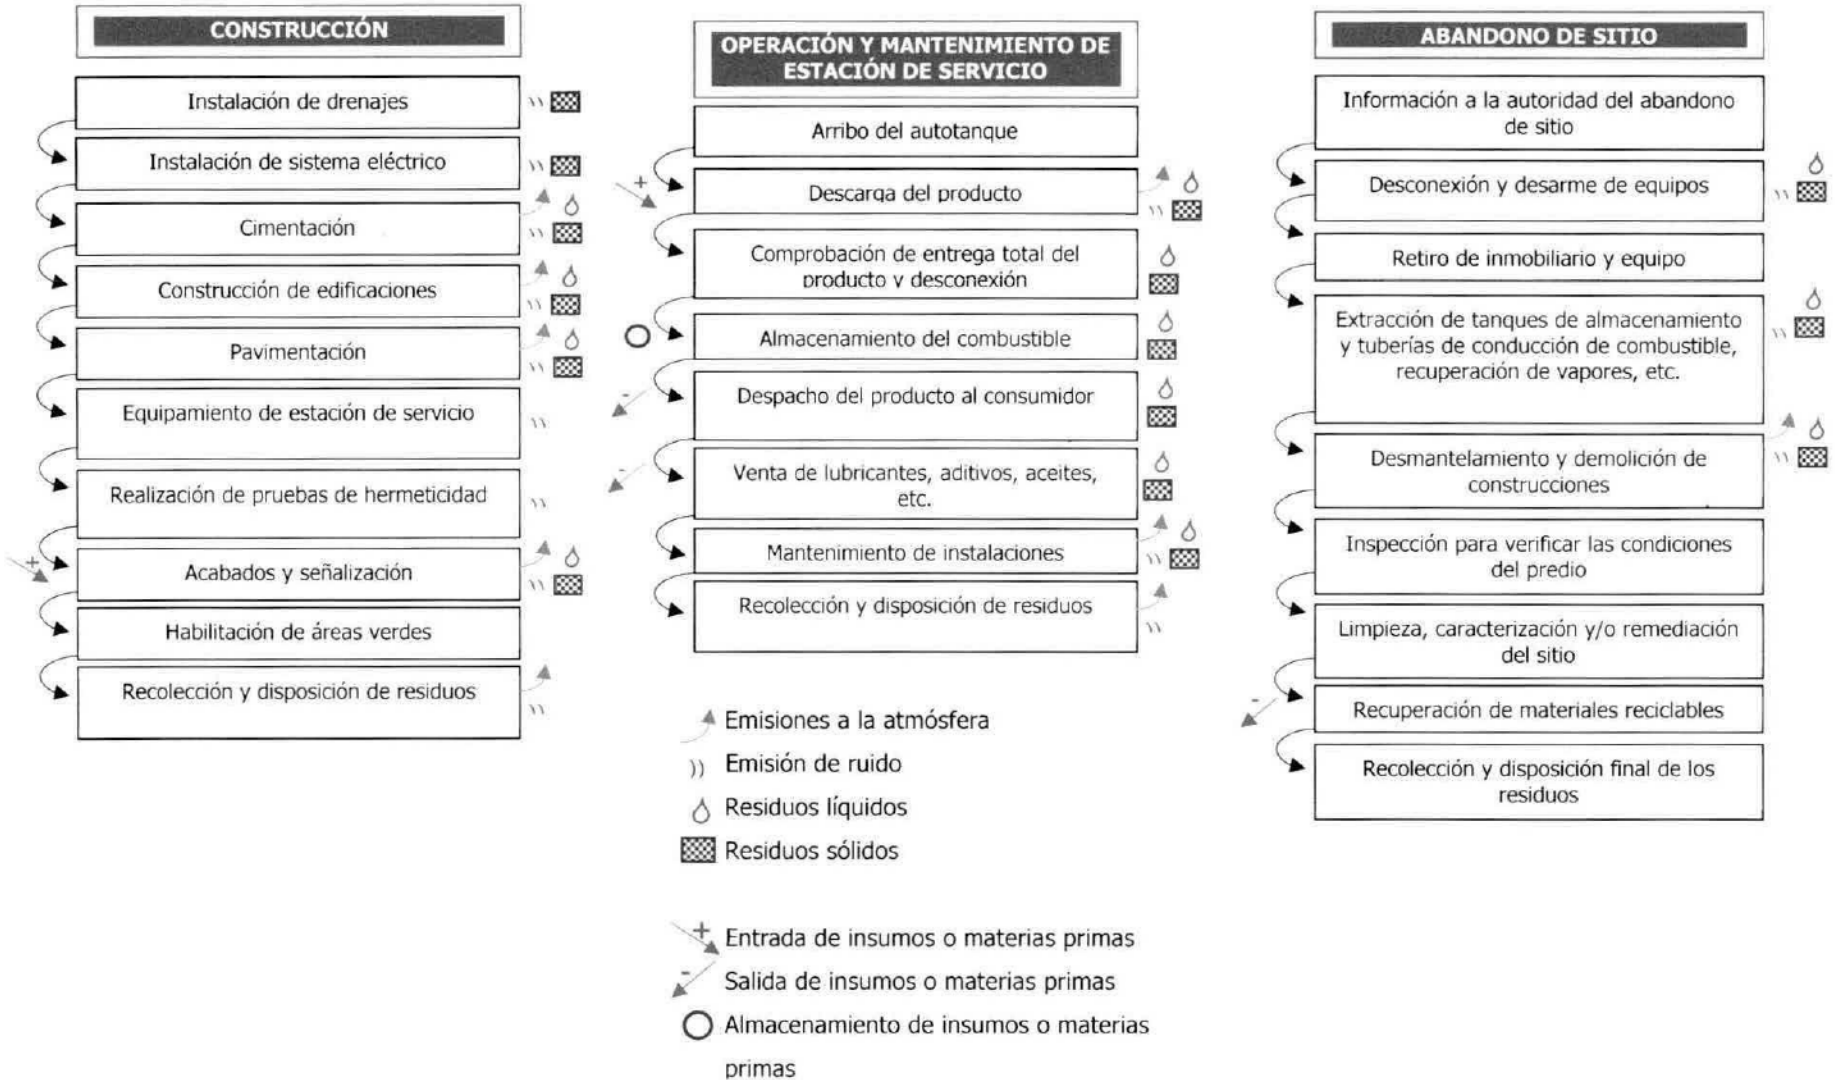 CONSTRUCCIÓN
Instalación de drenajes
Instalación de sistema eléctrico
Cimentación
Construcción de edificaciones
Pavimentación
Equipamiento de estación de servicio
Realización de pruebas de hermeticidad
+
Acabados y señalización
Habilitación de áreas verdes
Recolección y disposición de residuos
OPERACIÓN Y MANTENIMIENTO DE
ESTACIÓN DE SERVICIO
Arribo del autotanque
+
Descarga del producto
Comprobación de entrega total del
producto y desconexión
Almacenamiento del combustible
-
Despacho del producto al consumidor
-
Venta de lubricantes, aditivos, aceites,
etc.
Mantenimiento de instalaciones
Recolección y disposición de residuos
Emisiones a la atmósfera
)) Emisión de ruido
Residuos líquidos
Residuos sólidos
+ Entrada de insumos o materias primas
- Salida de insumos o materias primas
Almacenamiento de insumos o materias
primas
ABANDONO DE SITIO
Información a la autoridad del abandono
de sitio
Desconexión y desarme de equipos
Retiro de inmobiliario y equipo
Extracción de tanques de almacenamiento
y tuberías de conducción de combustible,
recuperación de vapores, etc.
Desmantelamiento y demolición de
construcciones
Inspección para verificar las condiciones
del predio
Limpieza, caracterización y/o remediación
del sitio
-
Recuperación de materiales reciclables
Recolección y disposición final de los
residuos